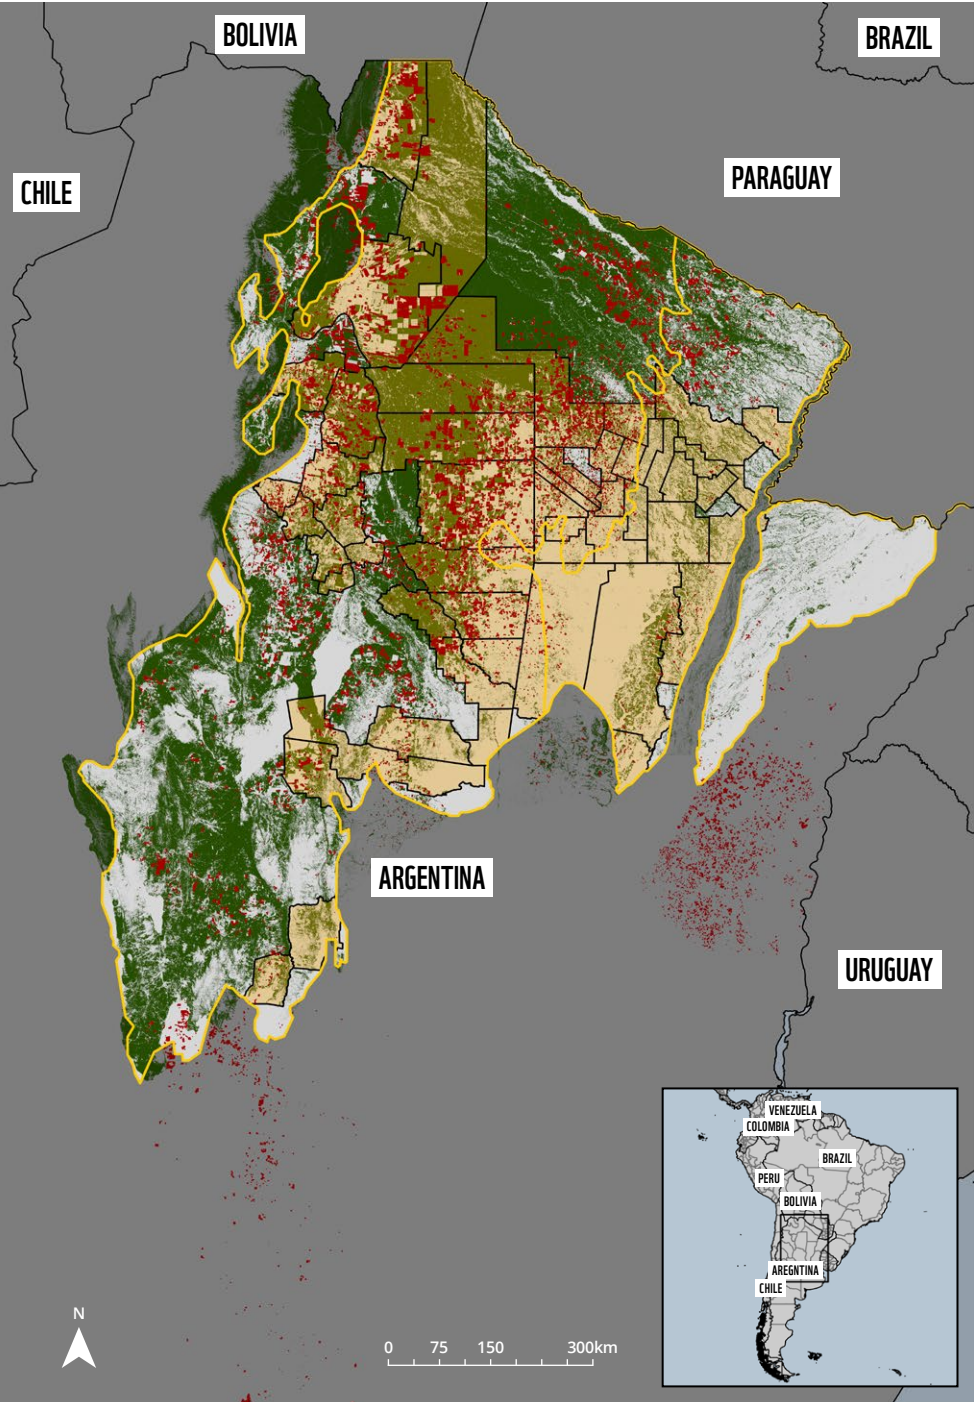 BOLIVIA
BRAZIL
CHILE
PARAGUAY
ARGENTINA
URUGUAY
VENEZUELA
COLOMBIA
BRAZIL
PERU
BOLIVIA
AREGNTINA
CHILE
N
0 75 150 300km